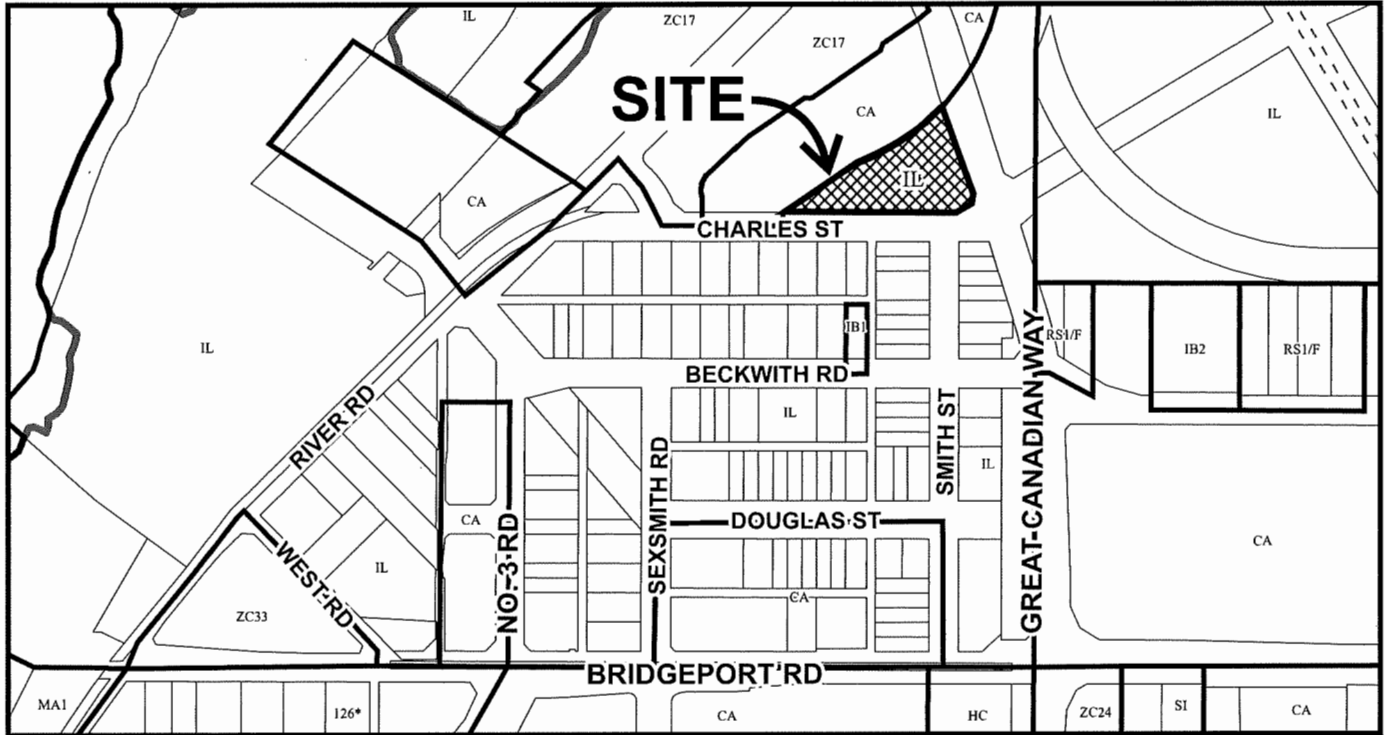 IL
ZC17
CA
ZC17
SITE
CA
IL
IL
CA
CHARLES ST
IB1
RS1/F
IB2
RS1/F
IL
BECKWITH RD
RIVER RD
IL
SMITH ST
GREAT CANADIAN WAY
SEXSMITH RD
IL
CA
NO. 3 RD
DOUGLAS ST
CA
WEST RD
IL
ZC33
CA
BRIDGEPORT RD
MA1
126*
CA
HC
ZC24
SI
CA